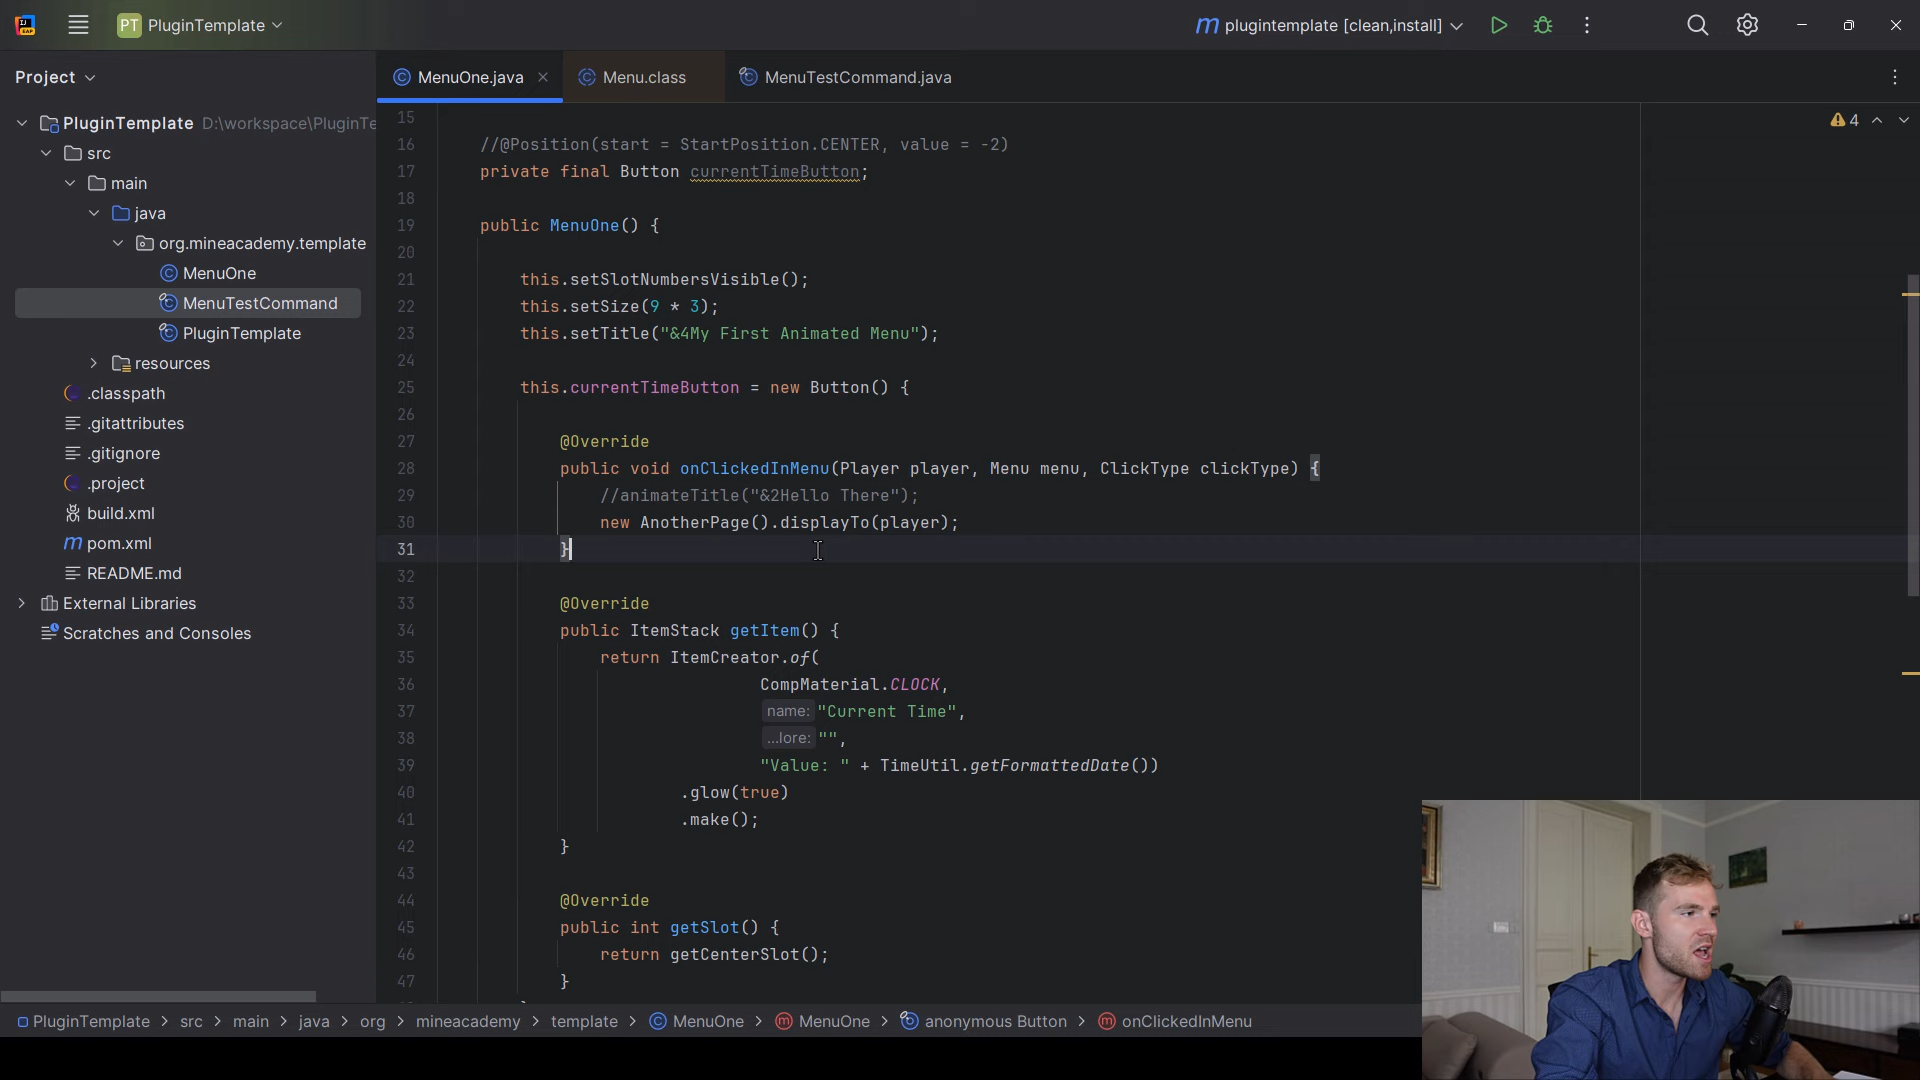 PT PluginTemplate
plugintemplate [clean,install]
Project
MenuOne.java
Menu.class
MenuTestCommand.java
PluginTemplate D:\workspace\PluginTe
src
main
java
org.mineacademy.template
MenuOne
MenuTestCommand
PluginTemplate
resources
.classpath
.gitattributes
.gitignore
.project
build.xml
pom.xml
README.md
External Libraries
Scratches and Consoles
4
15
16 //@Position(start = StartPosition.CENTER, value = -2)
17 private final Button currentTimeButton;
18
19 public MenuOne() {
20
21 this.setSlotNumbersVisible();
22 this.setSize(9 * 3);
23 this.setTitle("&4My First Animated Menu");
24
25 this.currentTimeButton = new Button() {
26
27 @Override
28 public void onClickedInMenu(Player player, Menu menu, ClickType clickType) {
29 //animateTitle("&2Hello There");
30 new AnotherPage().displayTo(player);
31 }
32
33 @Override
34 public ItemStack getItem() {
35 return ItemCreator.of(
36 CompMaterial.CLOCK,
37 name: "Current Time",
38 ...lore: "",
39 "Value: " + TimeUtil.getFormattedDate())
40 .glow(true)
41 .make();
42 }
43
44 @Override
45 public int getSlot() {
46 return getCenterSlot();
47 }
PluginTemplate > src > main > java > org > mineacademy > template > MenuOne > MenuOne > anonymous Button > onClickedInMenu